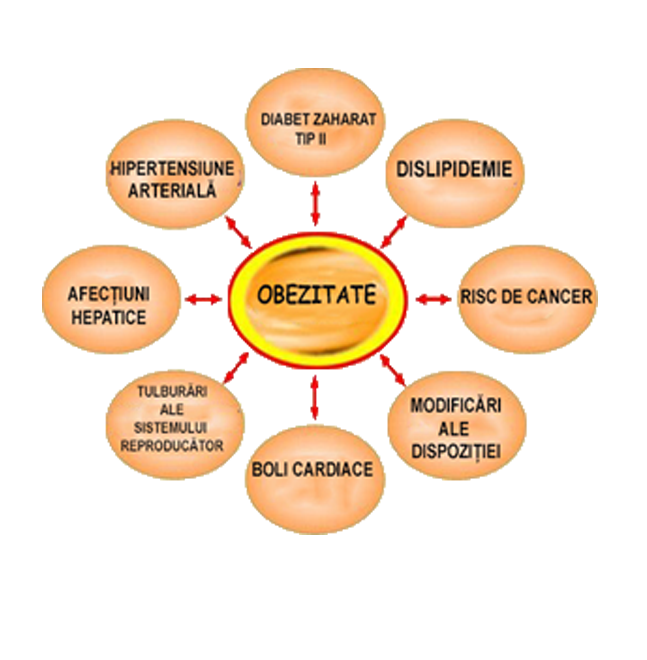 DIABET ZAHARAT
TIP II
HIPERTENSIUNE
ARTERIALĂ
DISLIPIDEMIE
AFECȚIUNI
HEPATICE
OBEZITATE
RISC DE CANCER
TULBURĂRI
ALE
SISTEMULUI
REPRODUCĂTOR
MODIFICĂRI
ALE
DISPOZIȚIEI
BOLI CARDIACE